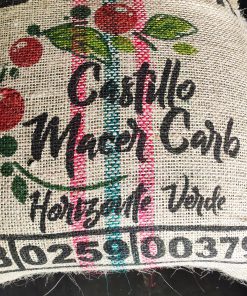 Castillo
Macer Carb
Horizonte Verde
0259 0037